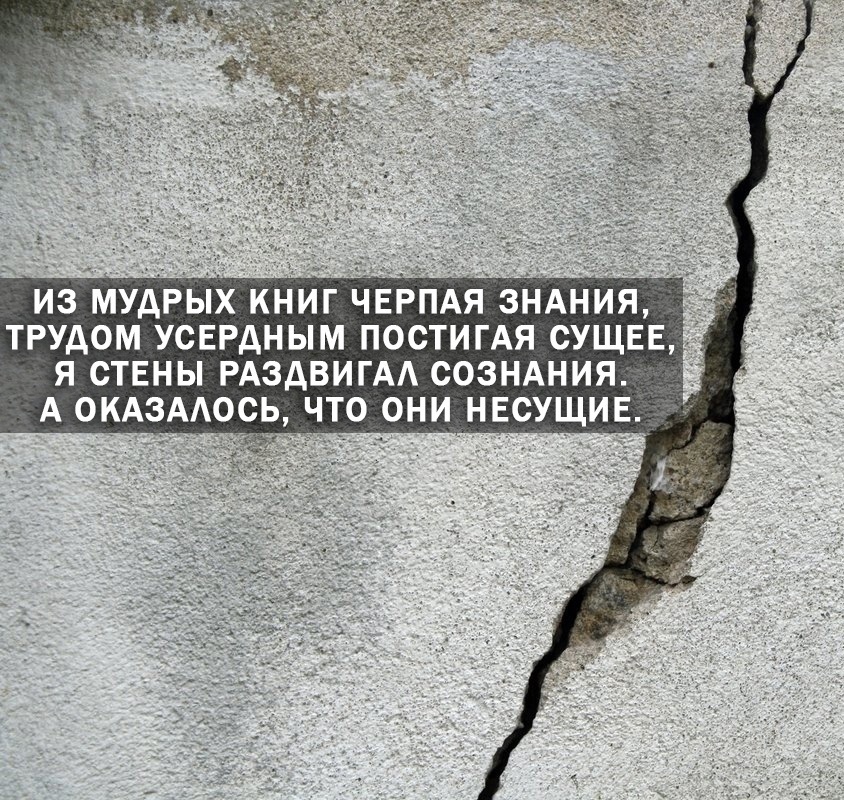 ИЗ МУДРЫХ КНИГ ЧЕРПАЯ ЗНАНИЯ,
ТРУДОМ УСЕРДНЫМ ПОСТИГАЯ СУЩЕЕ,
Я СТЕНЫ РАЗДВИГАЛ СОЗНАНИЯ.
А ОКАЗАЛОСЬ, ЧТО ОНИ НЕСУЩИЕ.